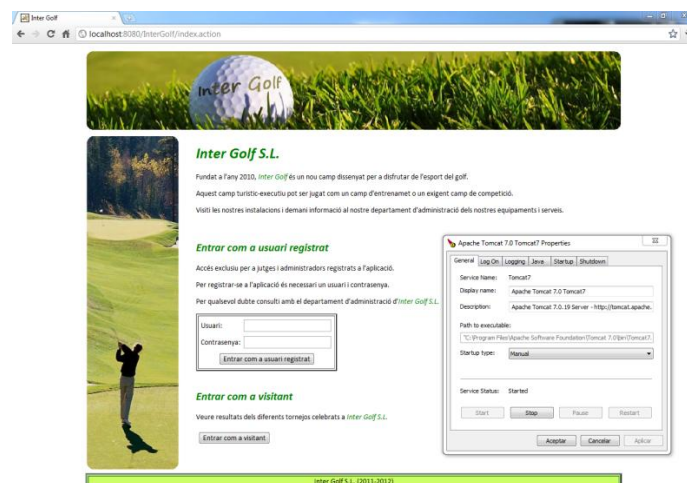 Inter Golf
localhost:8080/InterGolf/index.action
Inter Golf
Inter Golf S.L.
Fundat a l'any 2010, Inter Golf és un nou camp dissenyat per a disfrutar de l'esport del golf.
Aquest camp turístic-executiu pot ser jugat com un camp d'entrenament o un exigent camp de competició.
Visiti les nostres instal·lacions i demani informació al nostre departament d'administració dels nostres equipaments i serveis.
Entrar com a usuari registrat
Accés exclusiu per a jutges i administradors registrats a l'aplicació.
Per registrar-se a l'aplicació és necessari un usuari i contrasenya.
Per qualsevol dubte consulti amb el departament d'administració d'Inter Golf S.L.
Usuari:
Contrasenya:
Entrar com a usuari registrat
Entrar com a visitant
Veure resultats dels diferents tornejos celebrats a Inter Golf S.L.
Entrar com a visitant
Apache Tomcat 7.0 Tomcat7 Properties
General Log On Logging Java Startup Shutdown
Service Name: Tomcat7
Display name: Apache Tomcat 7.0 Tomcat7
Description: Apache Tomcat 7.0.19 Server - http://tomcat.apache.
Path to executable:
"C:\Program Files\Apache Software Foundation\Tomcat 7.0\bin\Tomcat7.
Startup type: Manual
Service Status: Started
Start Stop Pause Restart
Aceptar Cancelar Aplicar
Inter Golf S.L. (2011-2012)